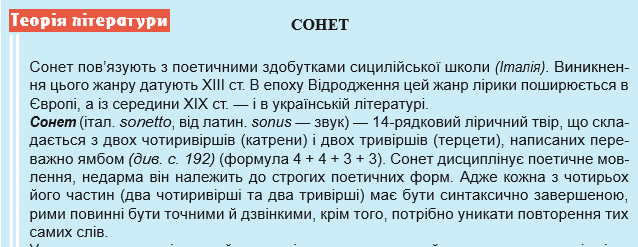 Теорія літератури
СОНЕТ
Сонет пов’язують з поетичними здобутками сицилійської школи (Італія). Виникнен-
ня цього жанру датують XIII ст. В епоху Відродження цей жанр лірики поширюється в
Європі, а із середини XIX ст. — і в українській літературі.
Сонет (італ. sonetto, від латин. sonus — звук) — 14-рядковий ліричний твір, що скла-
дається з двох чотиривіршів (катрени) і двох тривіршів (терцети), написаних пере-
важно ямбом (див. с. 192) (формула 4 + 4 + 3 + 3). Сонет дисциплінує поетичне мов-
лення, недарма він належить до строгих поетичних форм. Адже кожна з чотирьох
його частин (два чотиривірші та два тривірші) має бути синтаксично завершеною,
рими повинні бути точними й дзвінкими, крім того, потрібно уникати повторення тих
самих слів.